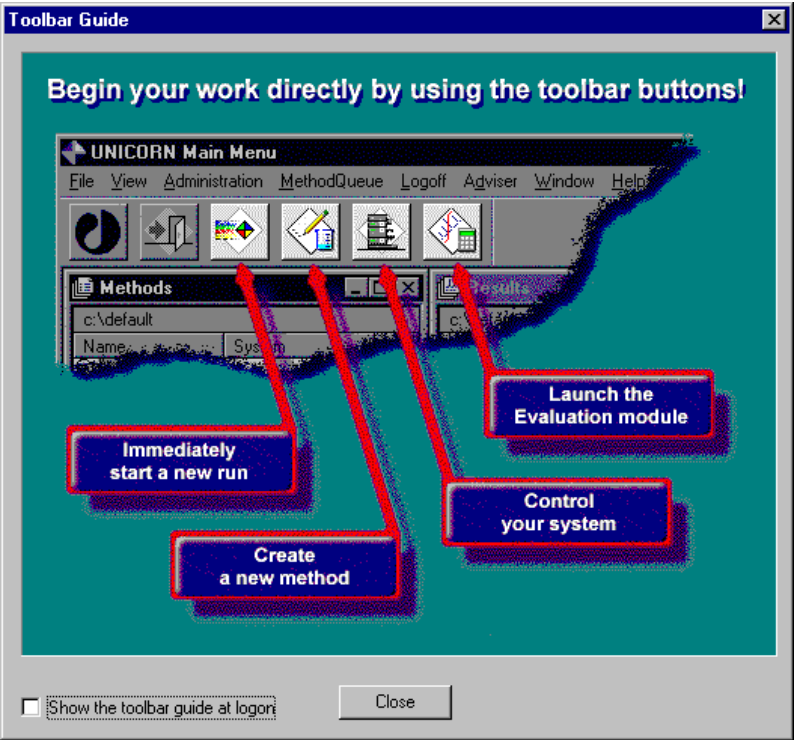 Toolbar Guide
Begin your work directly by using the toolbar buttons!
UNICORN Main Menu
File View Administration MethodQueue Logoff Adviser Window Help
Methods
Results
c:\default
Name
System
Launch the
Evaluation module
Immediately
start a new run
Control
your system
Create
a new method
Show the toolbar guide at logon
Close